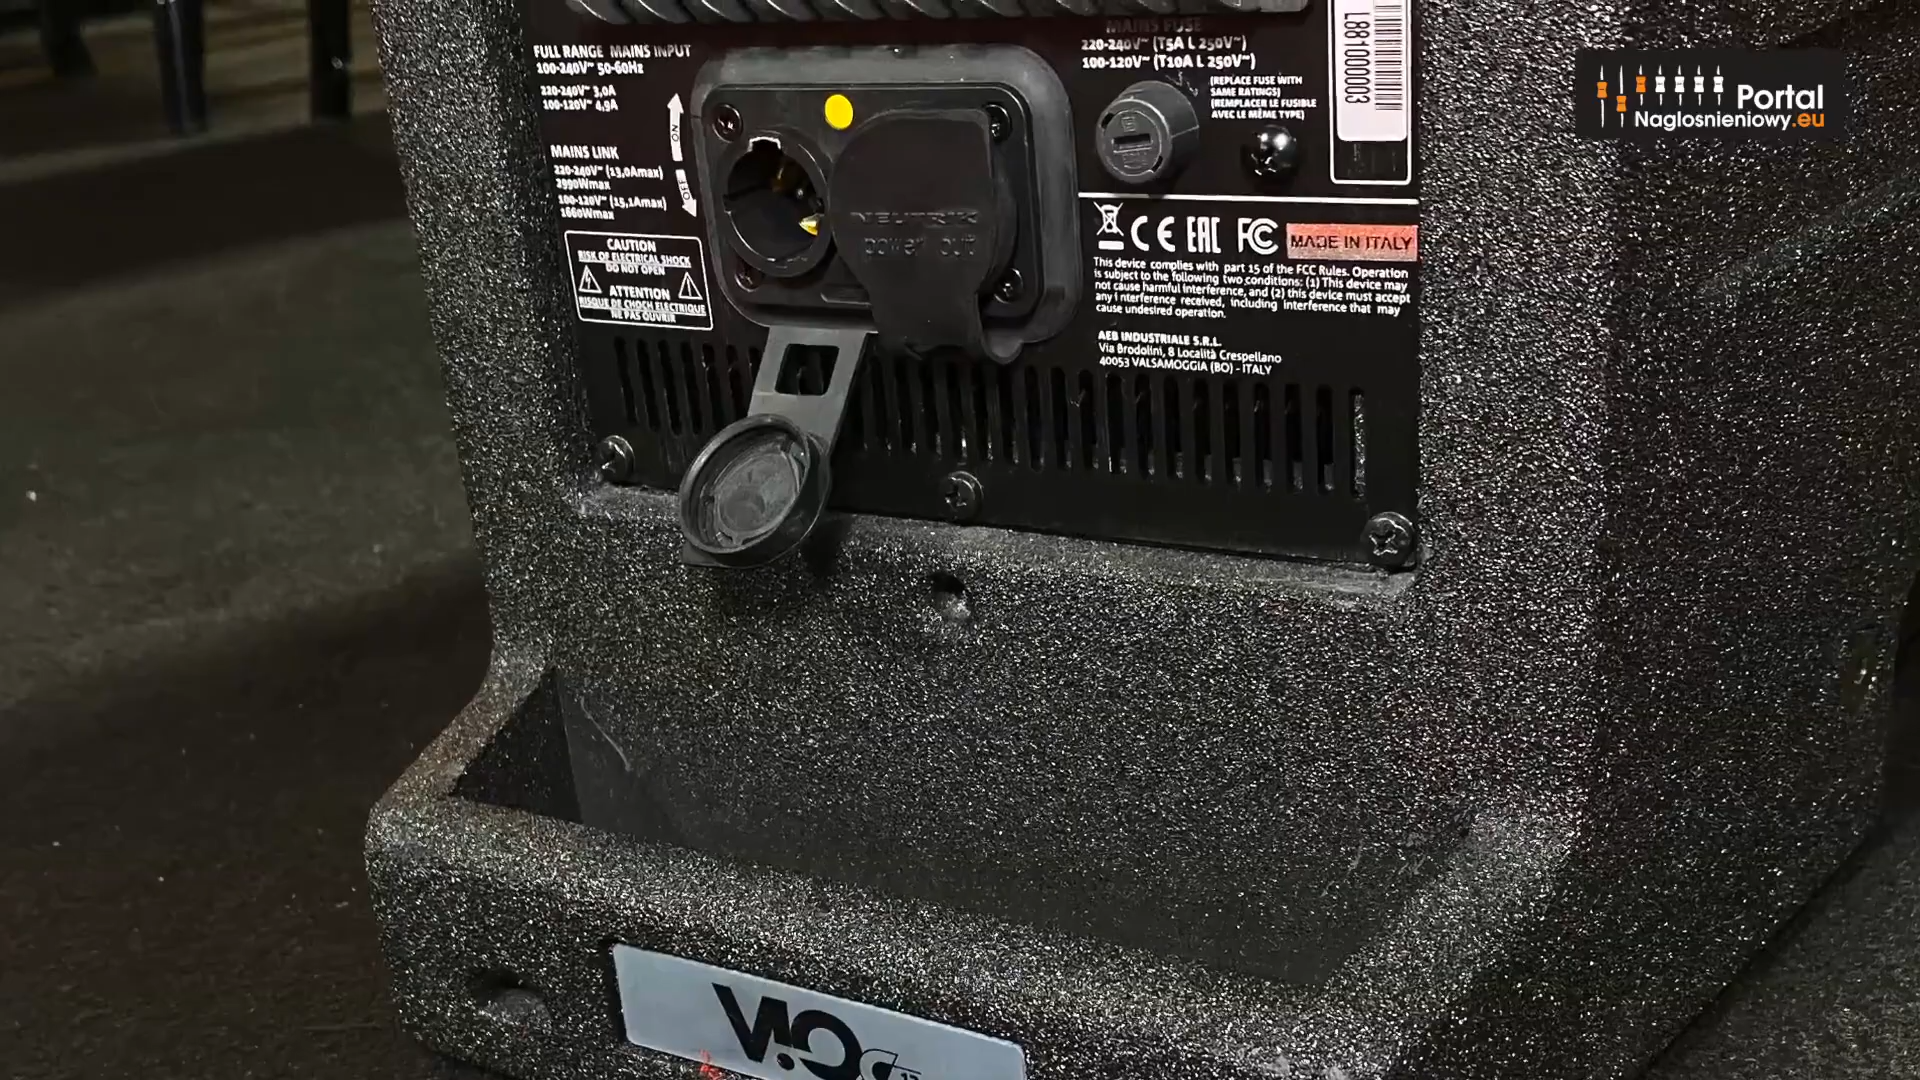 FULL RANGE MAINS INPUT
100-240V~ 50-60Hz
220-240V~ 3,0A
100-120V~ 4,9A
ON
OFF
MAINS LINK
220-240V~ (13,0Amax)
2990Wmax
100-120V~ (15,1Amax)
1660Wmax
CAUTION
RISK OF ELECTRICAL SHOCK
DO NOT OPEN
ATTENTION
RISQUE DE CHOCH ELECTRIQUE
NE PAS OUVRIR
NEUTRIK
power out
MAINS FUSE
220-240V~ (T5A L 250V~)
100-120V~ (T10A L 250V~)
(REPLACE FUSE WITH
SAME RATINGS)
(REMPLACER LE FUSIBLE
AVEC LE MÊME TYPE)
L881000003
CE EAC FC MADE IN ITALY
This device complies with part 15 of the FCC Rules. Operation
is subject to the following two conditions: (1) This device may
not cause harmful interference, and (2) this device must accept
any interference received, including interference that may
cause undesired operation.
AEB INDUSTRIALE S.R.L.
Via Brodolini, 8 Località Crespellano
40053 VALSAMOGGIA (BO) - ITALY
Portal
Naglosnieniowy.eu
VIO